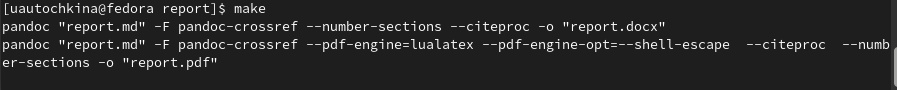 [uautochkina@fedora report]$ make
pandoc "report.md" -F pandoc-crossref --number-sections --citeproc -o "report.docx"
pandoc "report.md" -F pandoc-crossref --pdf-engine=lualatex --pdf-engine-opt=--shell-escape  --citeproc  --numb
er-sections -o "report.pdf"